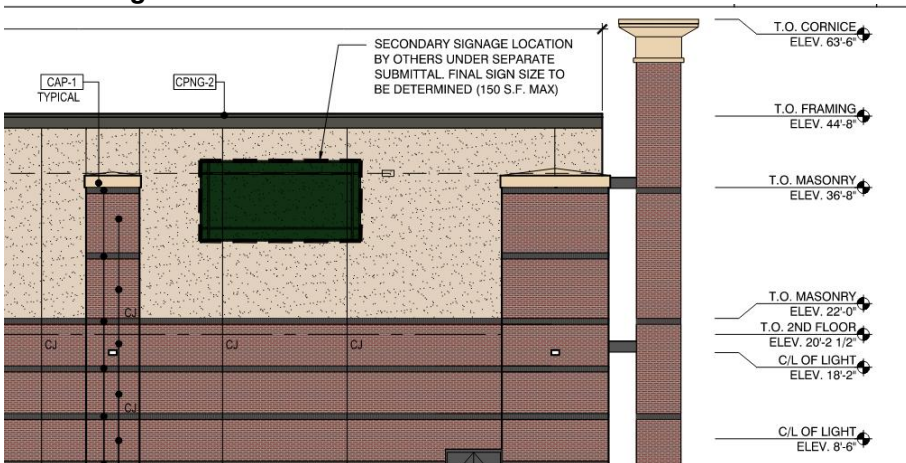 SECONDARY SIGNAGE LOCATION
BY OTHERS UNDER SEPARATE
SUBMITTAL. FINAL SIGN SIZE TO
BE DETERMINED (150 S.F. MAX)
CAP-1
TYPICAL
CPNG-2
T.O. CORNICE
ELEV. 63'-6"
T.O. FRAMING
ELEV. 44'-8"
T.O. MASONRY
ELEV. 36'-8"
T.O. MASONRY
ELEV. 22'-0"
T.O. 2ND FLOOR
ELEV. 20'-2 1/2"
C/L OF LIGHT
ELEV. 18'-2"
C/L OF LIGHT
ELEV. 8'-6"
CJ
CJ
CJ
CJ
CJ